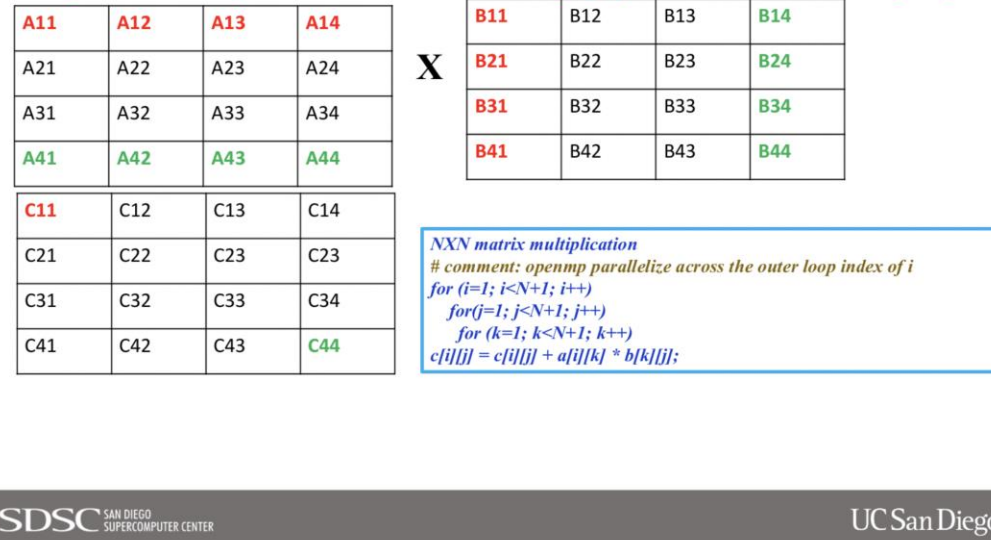 A11 A12 A13 A14
A21 A22 A23 A24
A31 A32 A33 A34
A41 A42 A43 A44
X
B11 B12 B13 B14
B21 B22 B23 B24
B31 B32 B33 B34
B41 B42 B43 B44
C11 C12 C13 C14
C21 C22 C23 C23
C31 C32 C33 C34
C41 C42 C43 C44
NXN matrix multiplication
# comment: openmp parallelize across the outer loop index of i
for (i=1; i<N+1; i++)
for(j=1; j<N+1; j++)
for (k=1; k<N+1; k++)
c[i][j] = c[i][j] + a[i][k] * b[k][j];
SDSC SAN DIEGO
SUPERCOMPUTER CENTER
UC San Diego